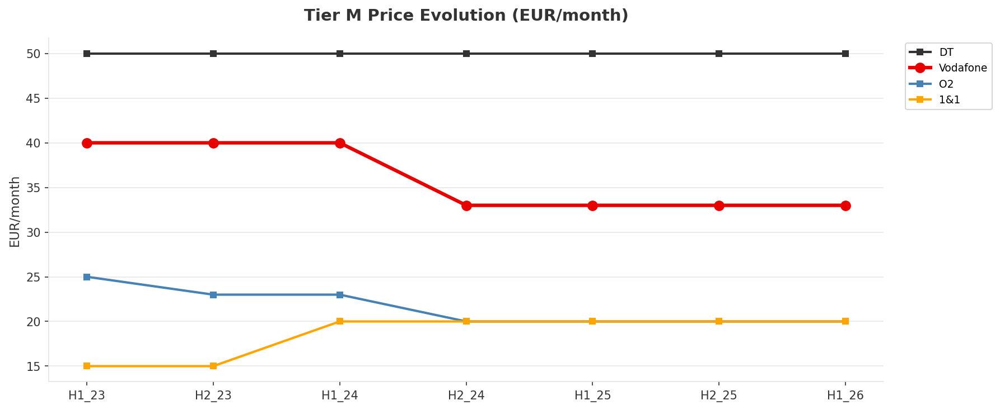 Tier M Price Evolution (EUR/month)
EUR/month
50
45
40
35
30
25
20
15
H1_23
H2_23
H1_24
H2_24
H1_25
H2_25
H1_26
DT
Vodafone
O2
1&1